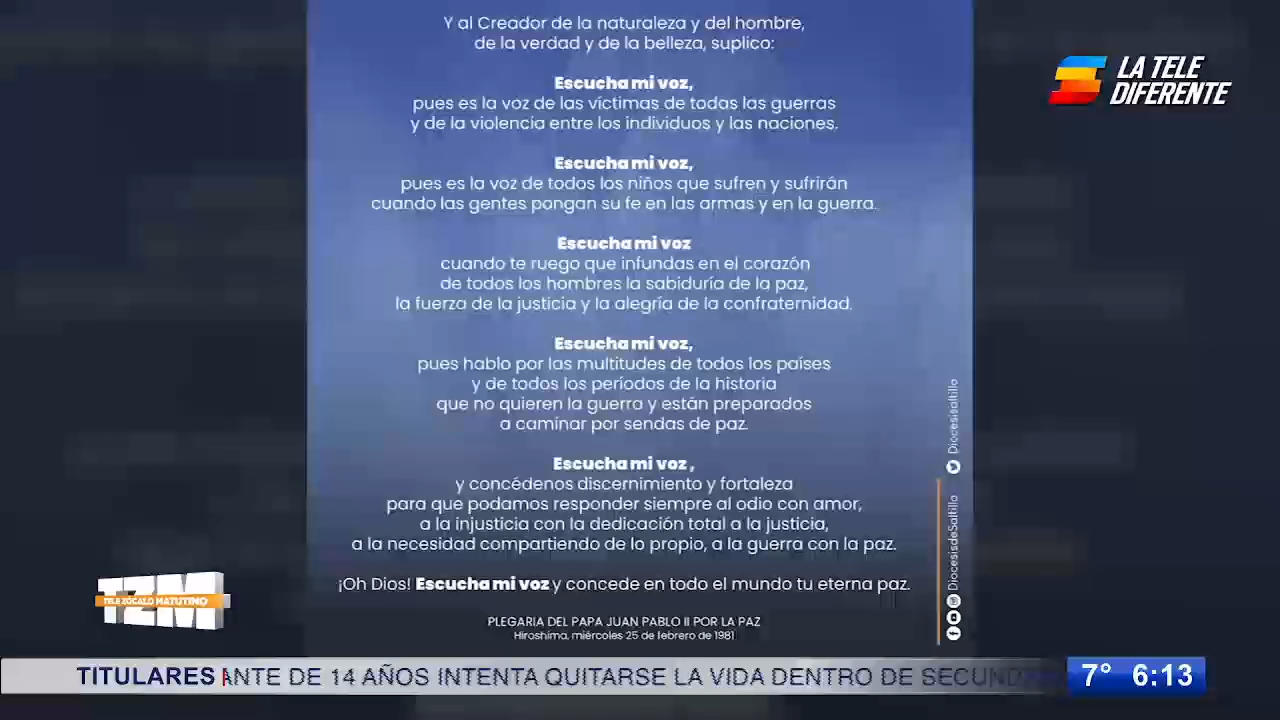 Y al Creador de la naturaleza y del hombre,
de la verdad y de la belleza, suplico:
Escucha mi voz,
pues es la voz de las víctimas de todas las guerras
y de la violencia entre los individuos y las naciones.
Escucha mi voz,
pues es la voz de todos los niños que sufren y sufrirán
cuando las gentes pongan su fe en las armas y en la guerra.
Escucha mi voz
cuando te ruego que infundas en el corazón
de todos los hombres la sabiduría de la paz,
la fuerza de la justicia y la alegría de la confraternidad.
Escucha mi voz,
pues hablo por las multitudes de todos los países
y de todos los períodos de la historia
que no quieren la guerra y están preparados
a caminar por sendas de paz.
Escucha mi voz ,
y concédenos discernimiento y fortaleza
para que podamos responder siempre al odio con amor,
a la injusticia con la dedicación total a la justicia,
a la necesidad compartiendo de lo propio, a la guerra con la paz.
¡Oh Dios! Escucha mi voz y concede en todo el mundo tu eterna paz.
PLEGARIA DEL PAPA JUAN PABLO II POR LA PAZ
Hiroshima, miércoles 25 de febrero de 1981
DiocesisdeSaltillo
Diocesisaltillo
LA TELE
DIFERENTE
TZM
TELE ZÓCALO MATUTINO
TITULARES ANTE DE 14 AÑOS INTENTA QUITARSE LA VIDA DENTRO DE SECUND
7° 6:13